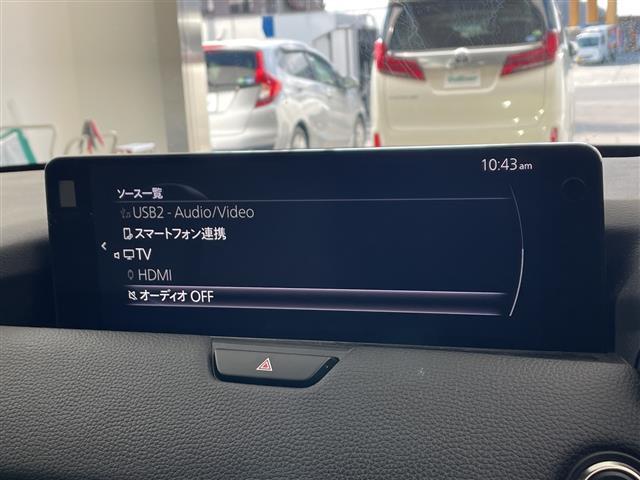 10:43 am
ソース一覧
USB2 - Audio/Video
スマートフォン連携
TV
HDMI
オーディオ OFF